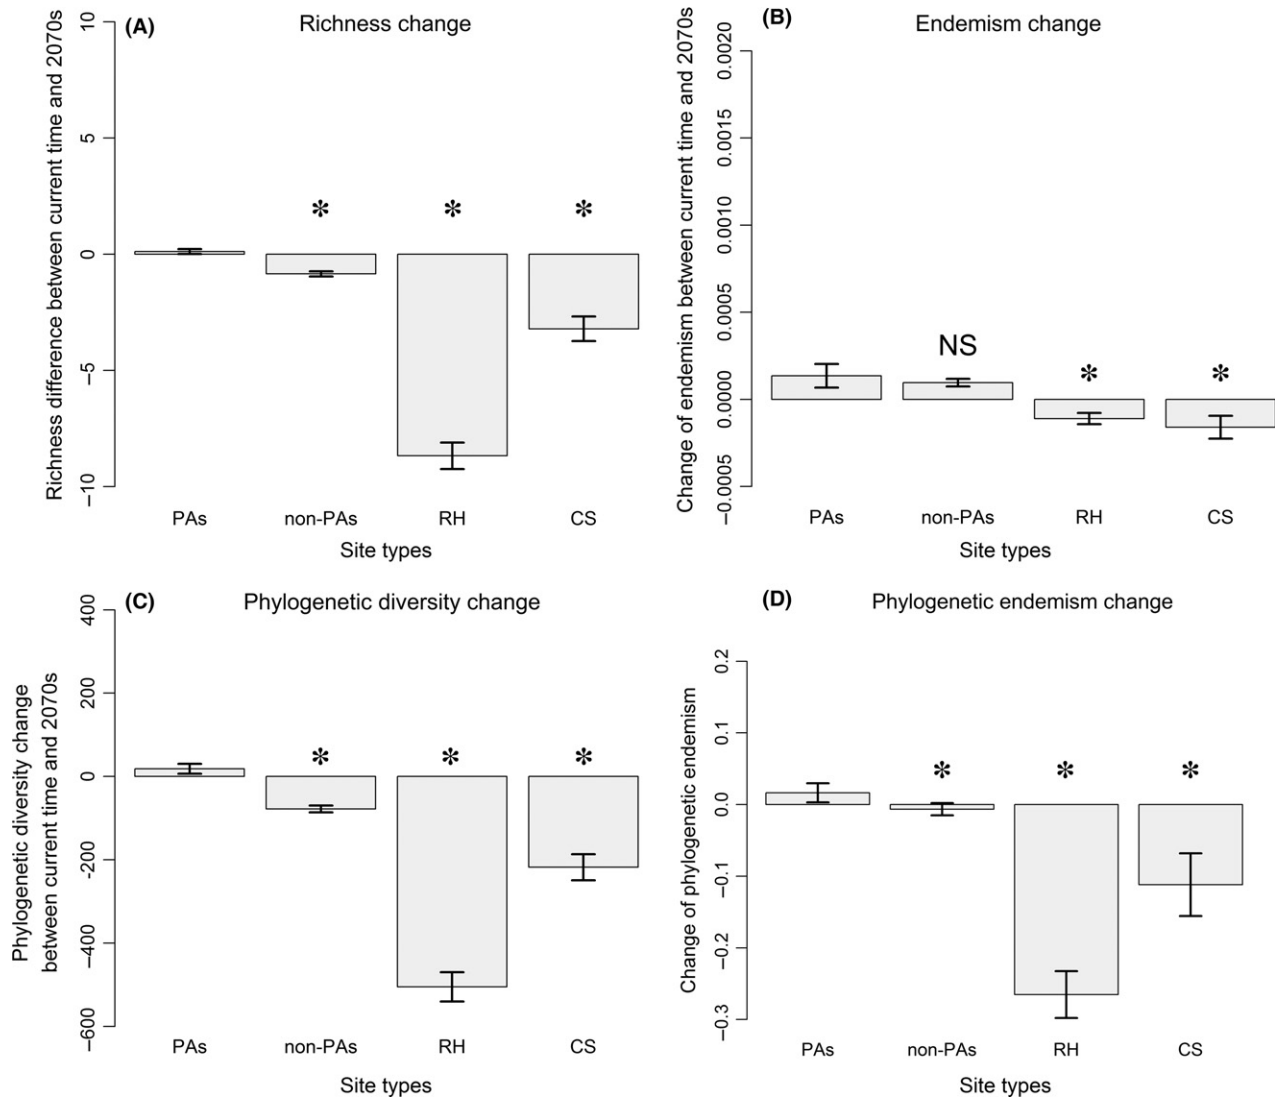 (A) Richness change
Richness difference between current time and 2070s
10
5
0
−5
−10
* * *
PAs non-PAs RH CS
Site types
(B) Endemism change
Change of endemism between current time and 2070s
0.0020
0.0015
0.0010
0.0005
0.0000
−0.0005
NS * *
PAs non-PAs RH CS
Site types
(C) Phylogenetic diversity change
Phylogenetic diversity change
between current time and 2070s
400
200
0
−200
−400
−600
* * *
PAs non-PAs RH CS
Site types
(D) Phylogenetic endemism change
Change of phylogenetic endemism
0.2
0.1
0.0
−0.1
−0.2
−0.3
* * *
PAs non-PAs RH CS
Site types